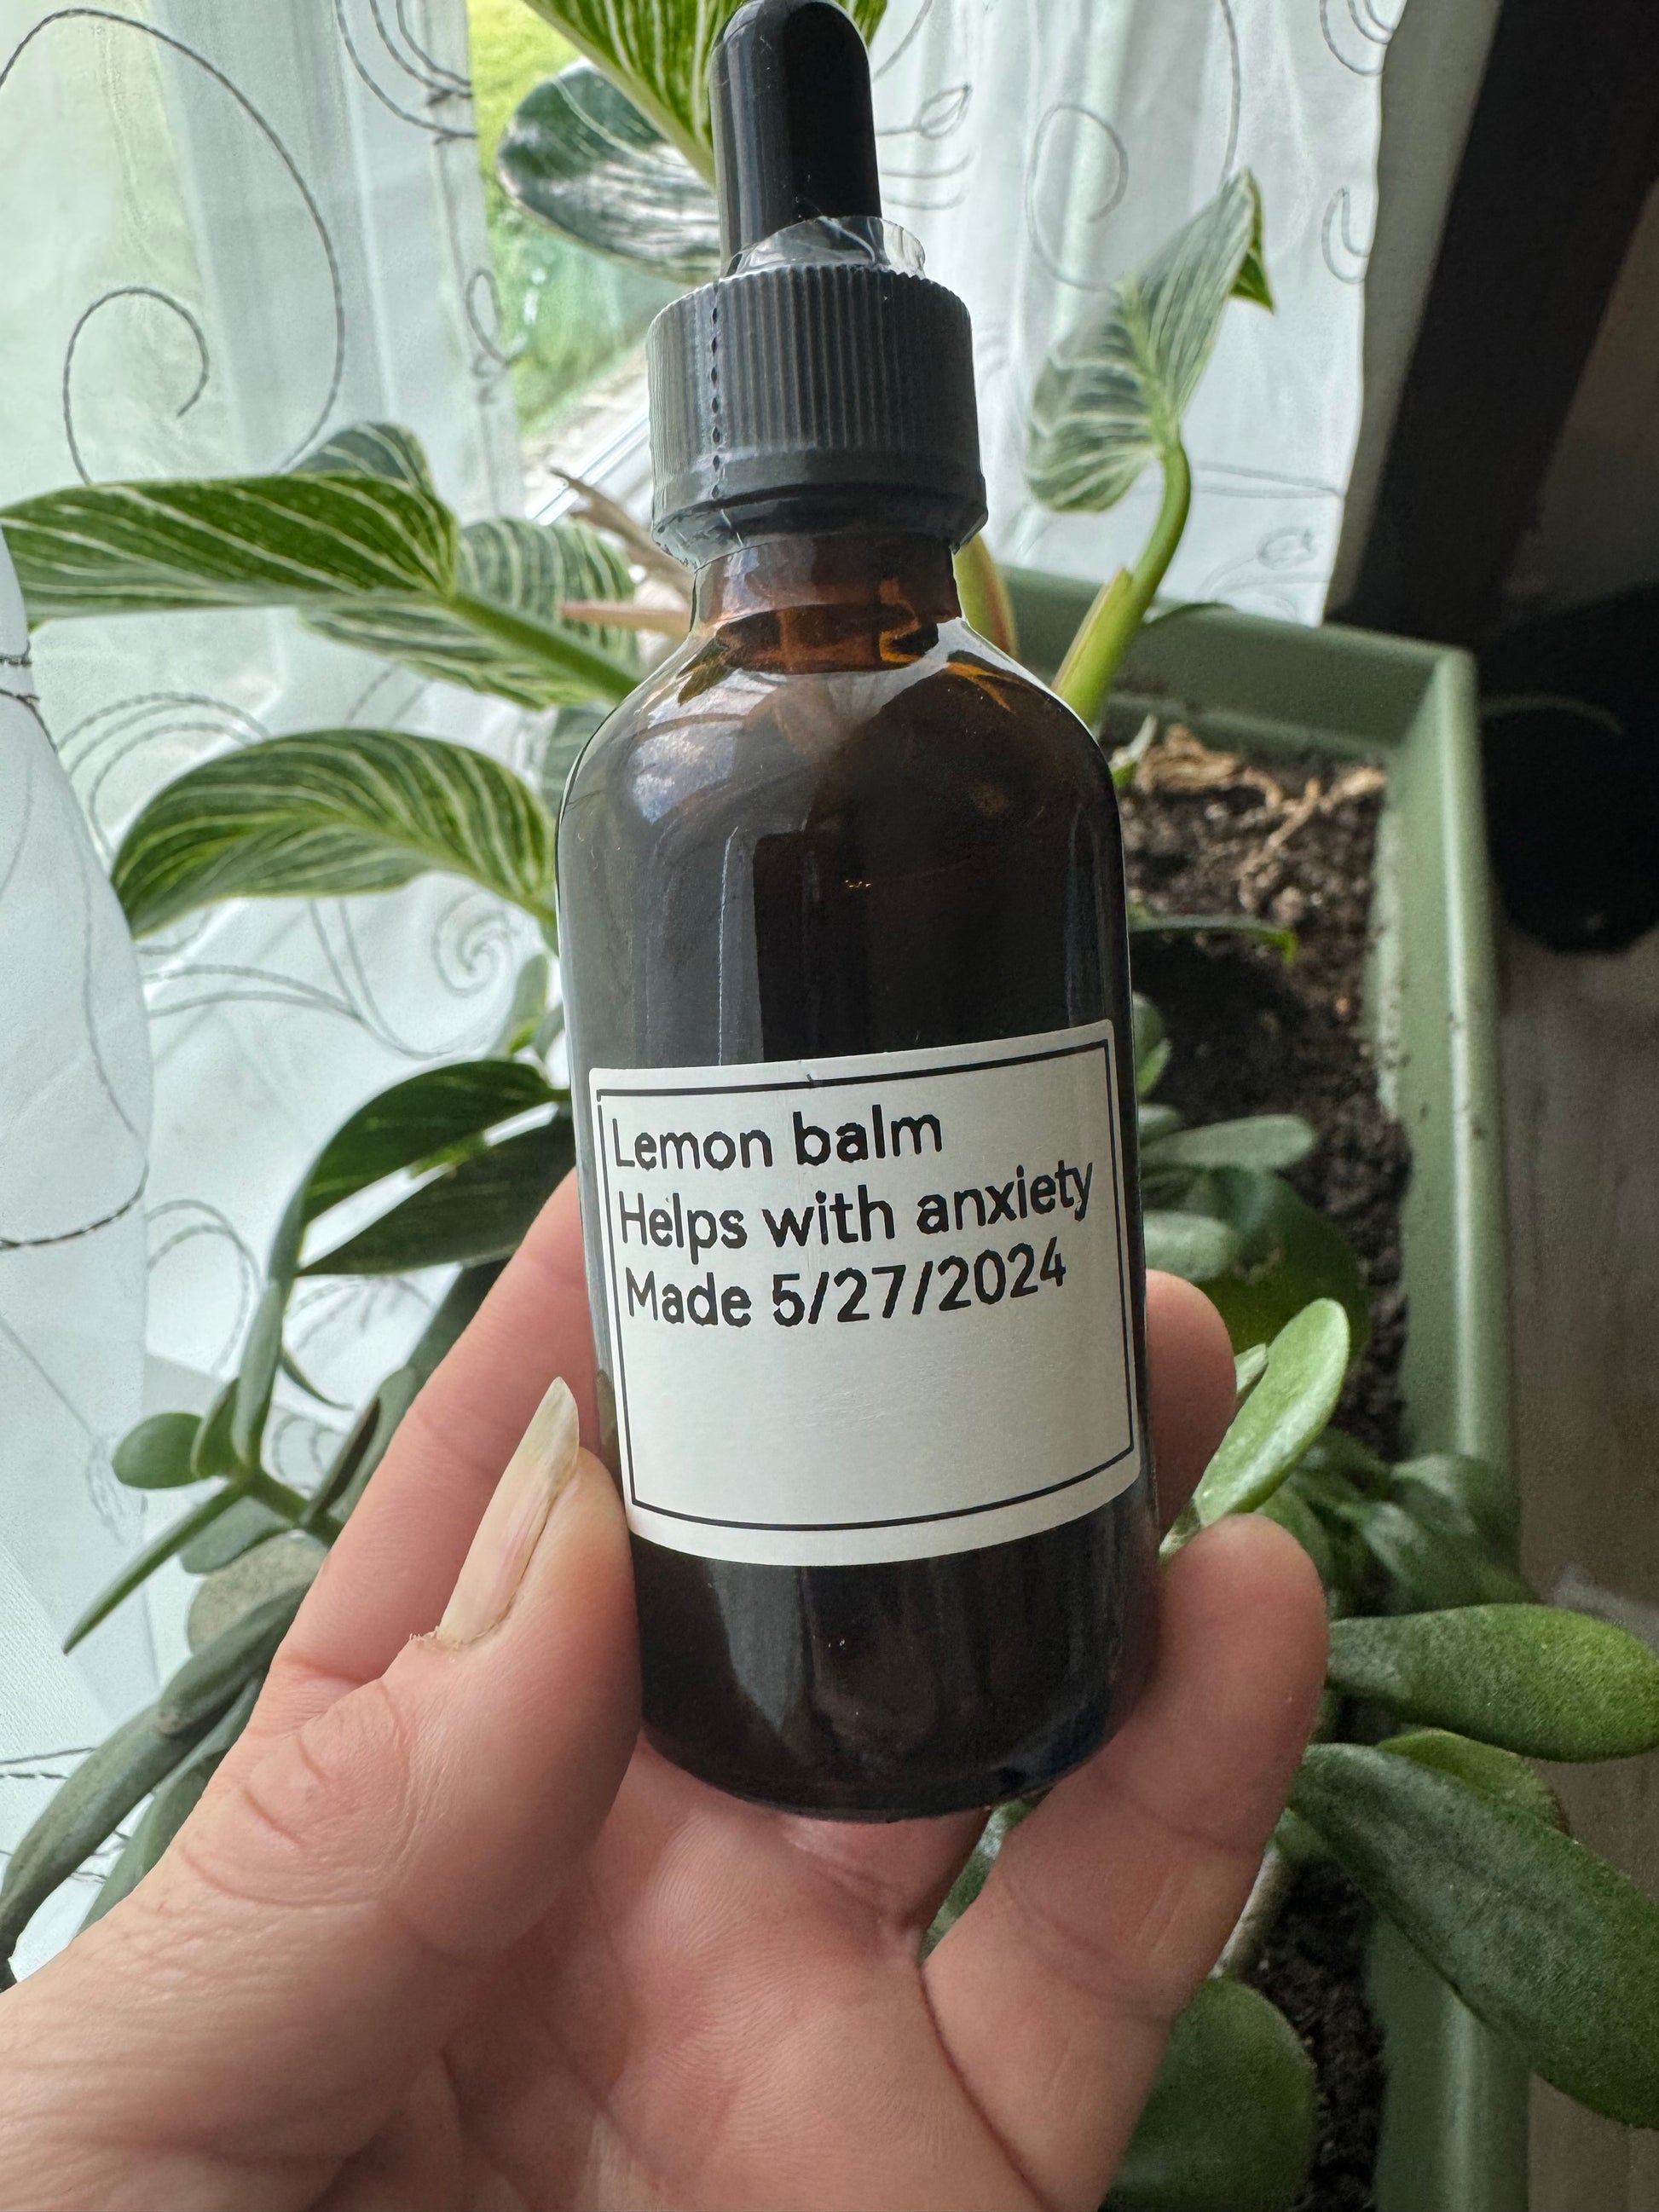 Lemon balm
Helps with anxiety
Made 5/27/2024